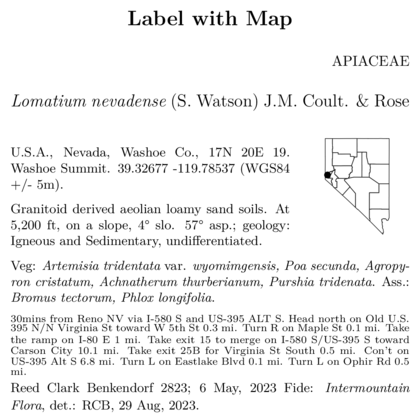 Label with Map
APIACEAE
Lomatium nevadense (S. Watson) J.M. Coult. & Rose
U.S.A., Nevada, Washoe Co., 17N 20E 19.
Washoe Summit. 39.32677 -119.78537 (WGS84
+/- 5m).
Granitoid derived aeolian loamy sand soils. At
5,200 ft, on a slope, 4° slo. 57° asp.; geology:
Igneous and Sedimentary, undifferentiated.
Veg: Artemisia tridentata var. wyomimgensis, Poa secunda, Agropy-
ron cristatum, Achnatherum thurberianum, Purshia tridenata. Ass.:
Bromus tectorum, Phlox longifolia.
30mins from Reno NV via I-580 S and US-395 ALT S. Head north on Old U.S.
395 N/N Virginia St toward W 5th St 0.3 mi. Turn R on Maple St 0.1 mi. Take
the ramp on I-80 E 1 mi. Take exit 15 to merge on I-580 S/US-395 S toward
Carson City 10.1 mi. Take exit 25B for Virginia St South 0.5 mi. Con't on
US-395 Alt S 6.8 mi. Turn L on Eastlake Blvd 0.1 mi. Turn L on Ophir Rd 0.5
mi.
Reed Clark Benkendorf 2823; 6 May, 2023 Fide: Intermountain
Flora, det.: RCB, 29 Aug, 2023.